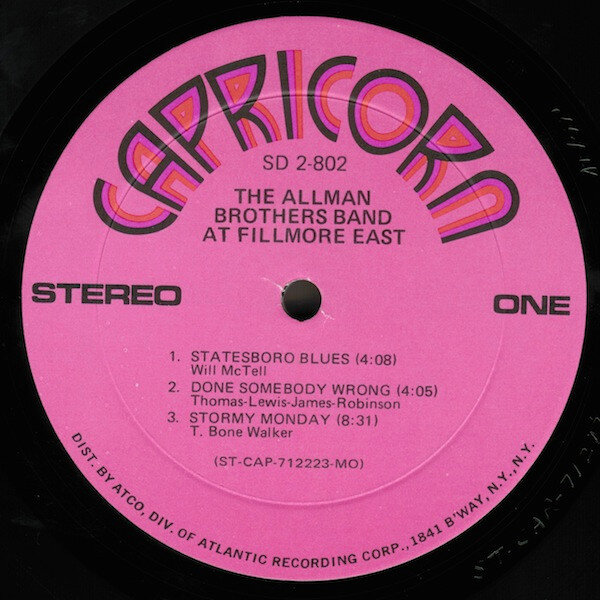 CAPRICORN
SD 2-802
THE ALLMAN
BROTHERS BAND
AT FILLMORE EAST
STEREO
ONE
1. STATESBORO BLUES (4:08)
Will McTell
2. DONE SOMEBODY WRONG (4:05)
Thomas-Lewis-James-Robinson
3. STORMY MONDAY (8:31)
T. Bone Walker
(ST-CAP-712223-MO)
DIST. BY ATCO, DIV. OF ATLANTIC RECORDING CORP., 1841 B'WAY, N.Y., N.Y.